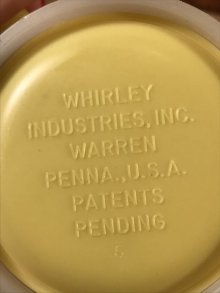 WHIRLEY
INDUSTRIES, INC.
WARREN
PENNA., U.S.A.
PATENTS
PENDING
5